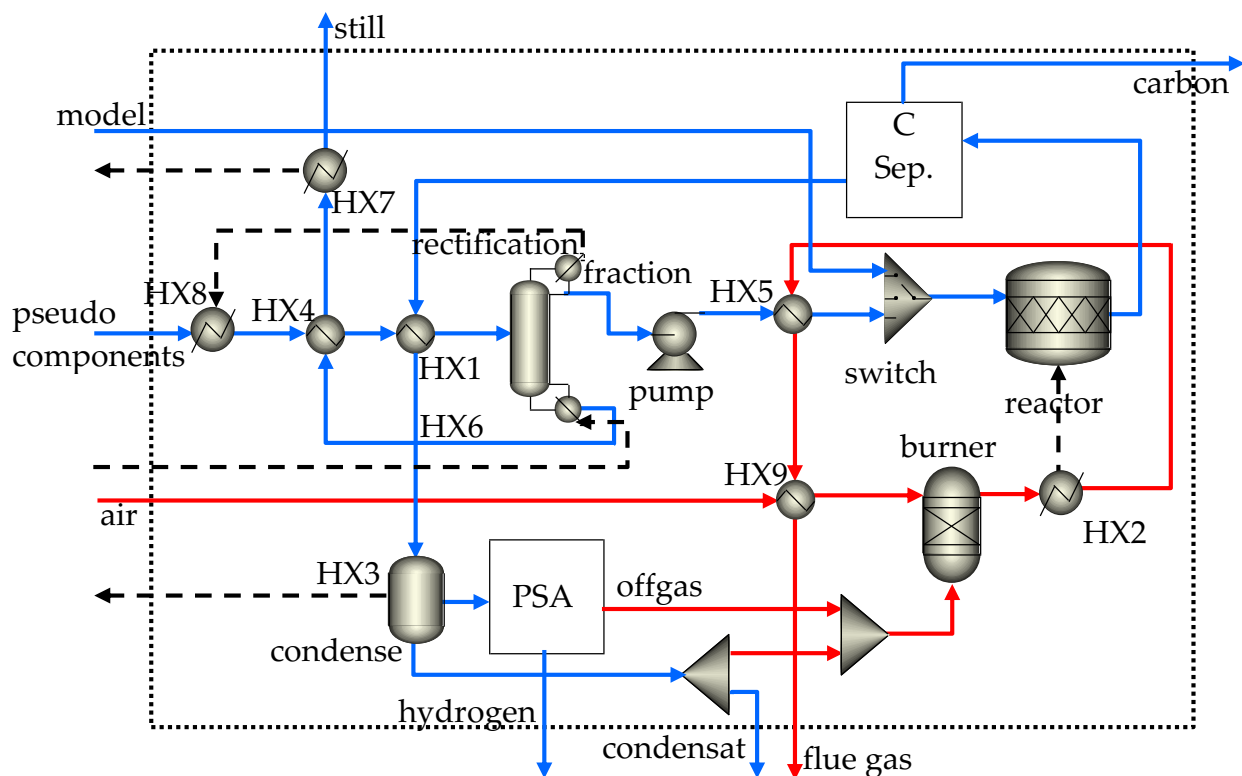 still
carbon
model
C
Sep.
HX7
rectification
fraction
HX8
HX4
HX5
pseudo
components
HX1
pump
switch
reactor
HX6
burner
HX9
air
HX2
HX3
PSA
offgas
condense
hydrogen
condensat
flue gas